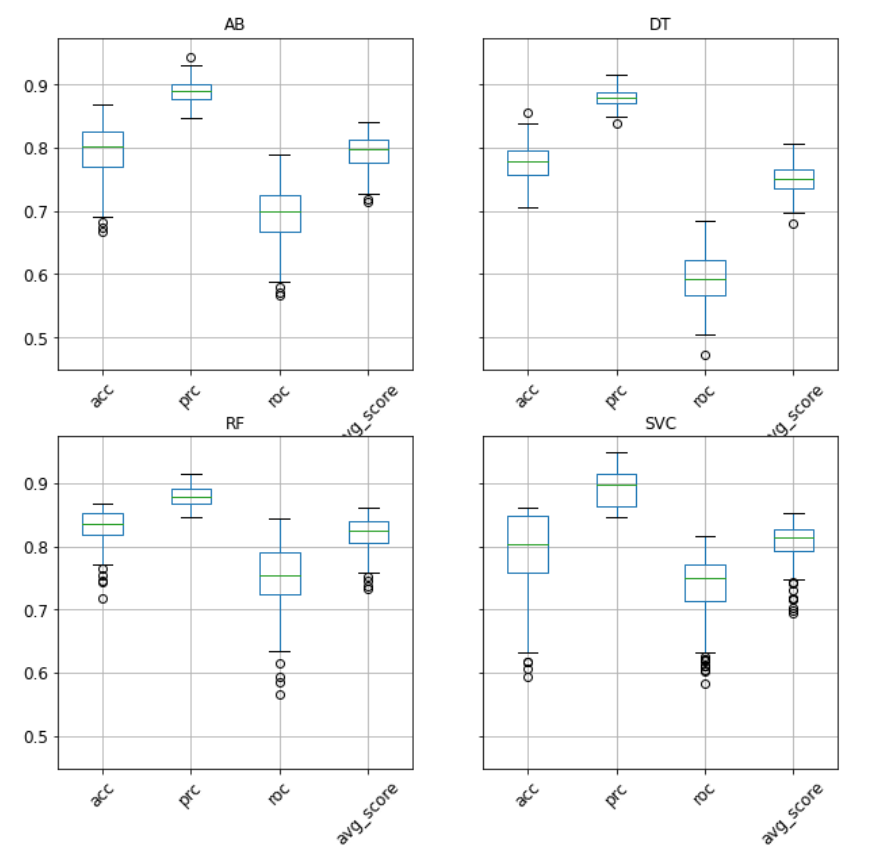 AB
DT
0.9
0.8
0.7
0.6
0.5
acc
prc
roc
vg_score
acc
prc
roc
vg_score
RF
SVC
0.9
0.8
0.7
0.6
0.5
acc
prc
roc
avg_score
acc
prc
roc
avg_score